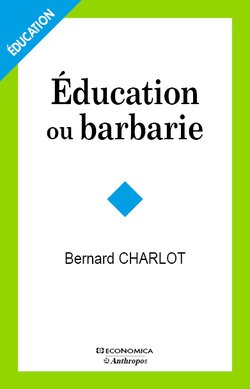 ÉDUCATION
Éducation
ou barbarie
Bernard CHARLOT
ECONOMICA
Anthropos